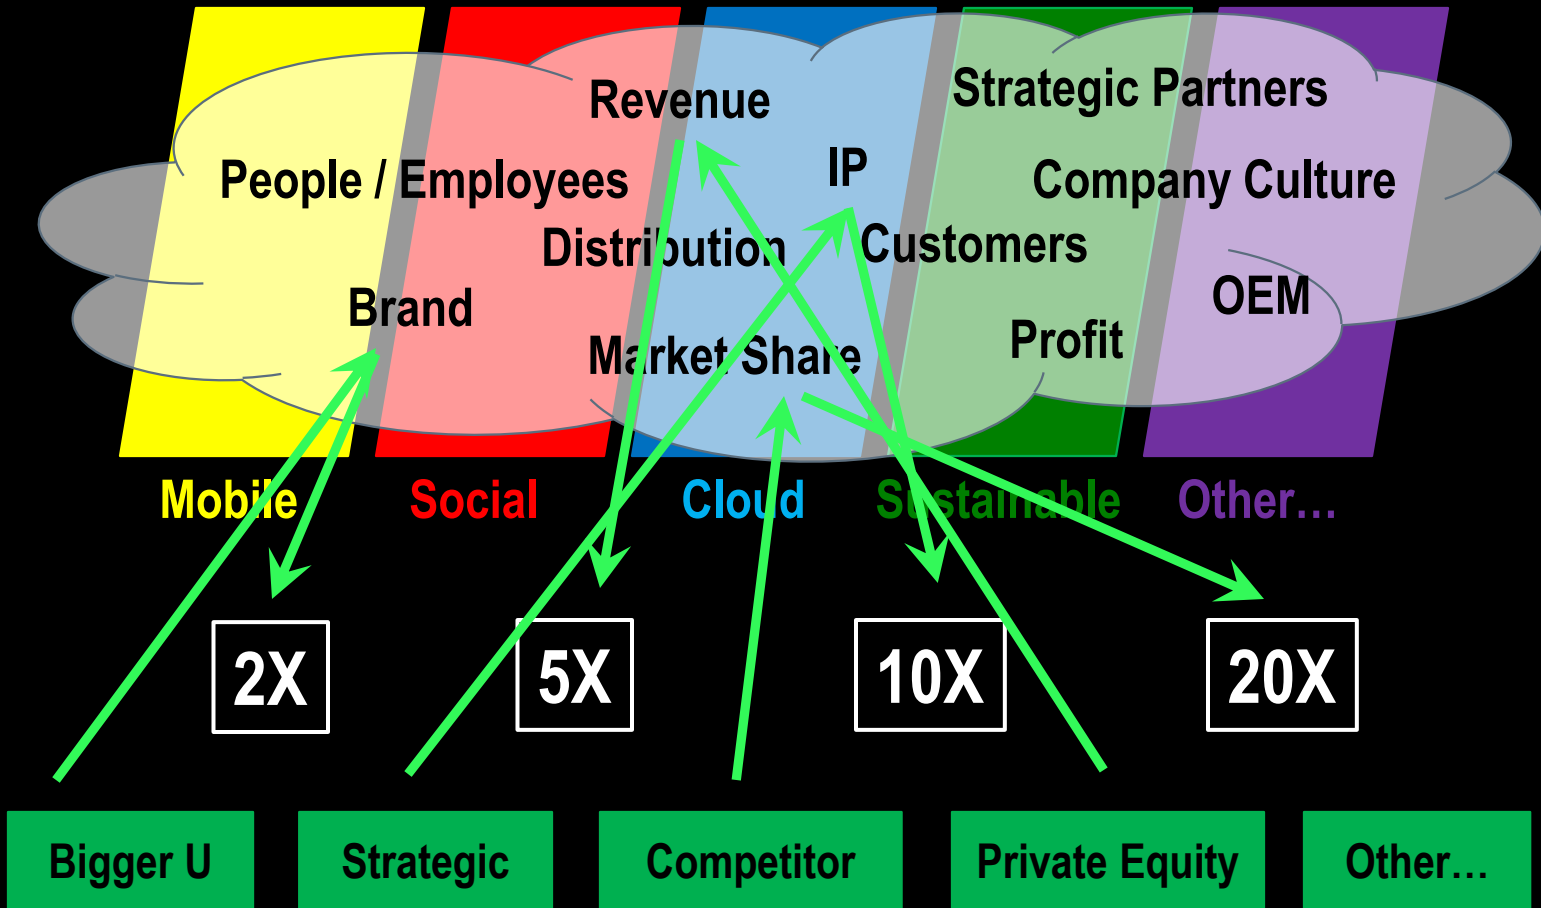 Revenue
Strategic Partners
People / Employees
IP
Company Culture
Distribution
Customers
Brand
OEM
Market Share
Profit
Mobile
Social
Cloud
Sustainable
Other…
2X
5X
10X
20X
Bigger U
Strategic
Competitor
Private Equity
Other…